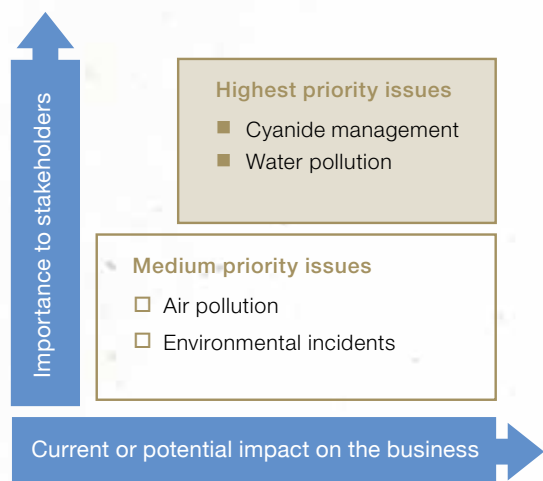 Importance to stakeholders
Highest priority issues
Cyanide management
Water pollution
Medium priority issues
Air pollution
Environmental incidents
Current or potential impact on the business